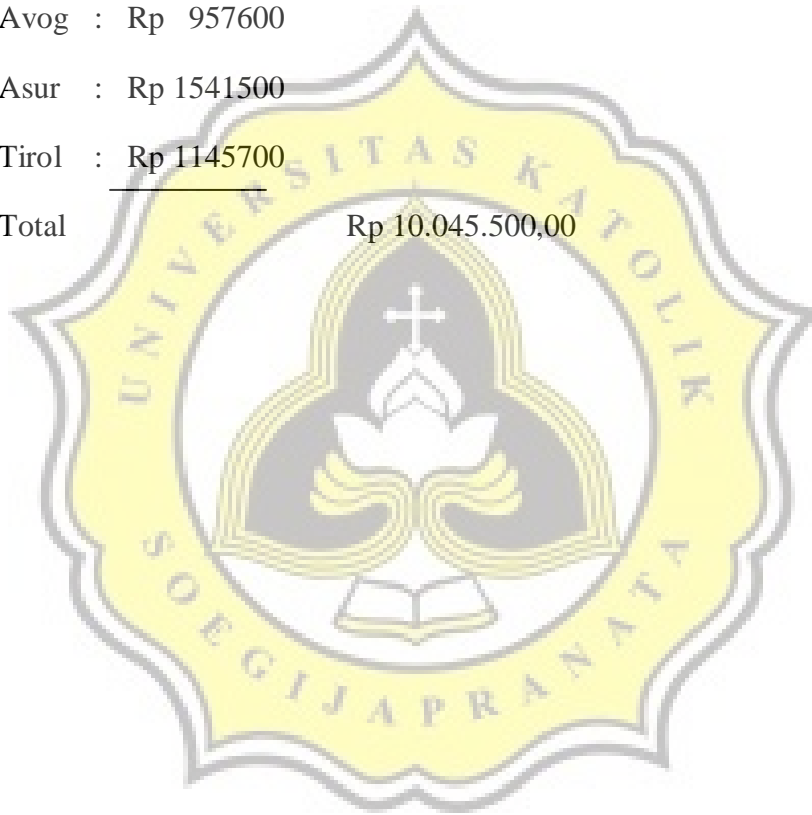 Avog : Rp 957600
Asur : Rp 1541500
Tirol : Rp 1145700
Total Rp 10.045.500,00
UNIVERSITAS KATOLIK
SOEGIJAPRANATA